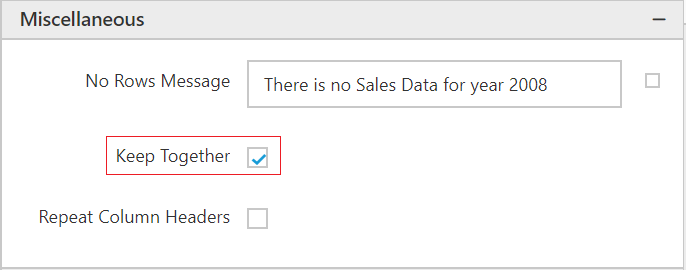 Miscellaneous
No Rows Message There is no Sales Data for year 2008
Keep Together
Repeat Column Headers